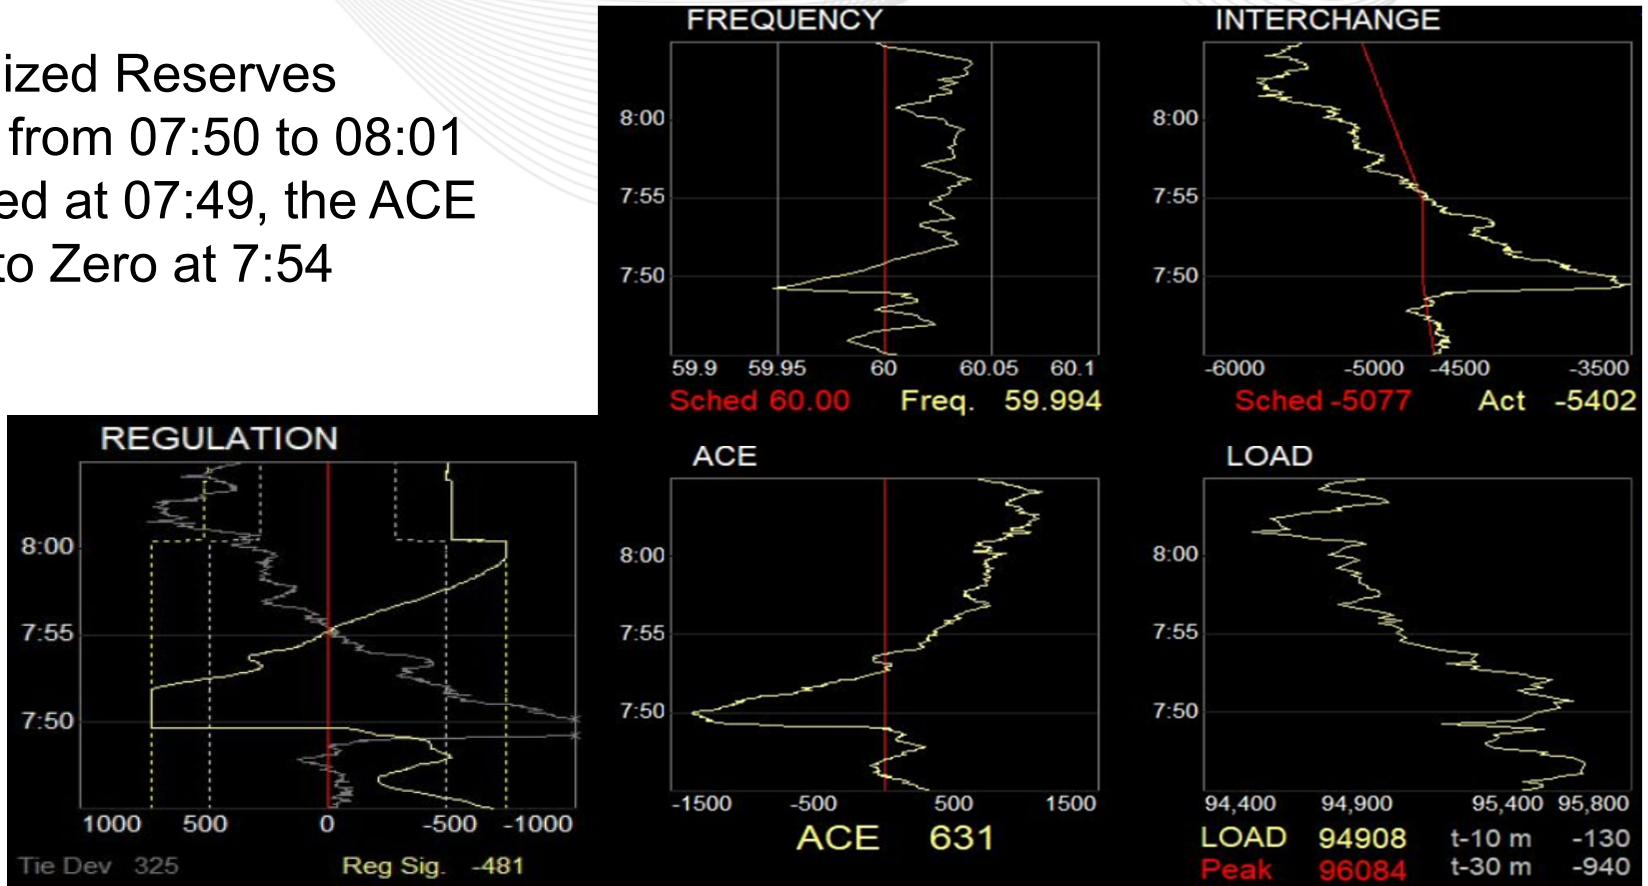 ized Reserves
from 07:50 to 08:01
ed at 07:49, the ACE
to Zero at 7:54
FREQUENCY
8:00
7:55
7:50
59.9 59.95 60 60.05 60.1
Sched 60.00 Freq. 59.994
INTERCHANGE
8:00
7:55
7:50
-6000 -5000 -4500 -3500
Sched -5077 Act -5402
REGULATION
8:00
7:55
7:50
1000 500 0 -500 -1000
Tie Dev 325 Reg Sig. -481
ACE
8:00
7:55
7:50
-1500 -500 500 1500
ACE 631
LOAD
8:00
7:55
7:50
94,400 94,900 95,400 95,800
LOAD 94908 t-10 m -130
Peak 96084 t-30 m -940